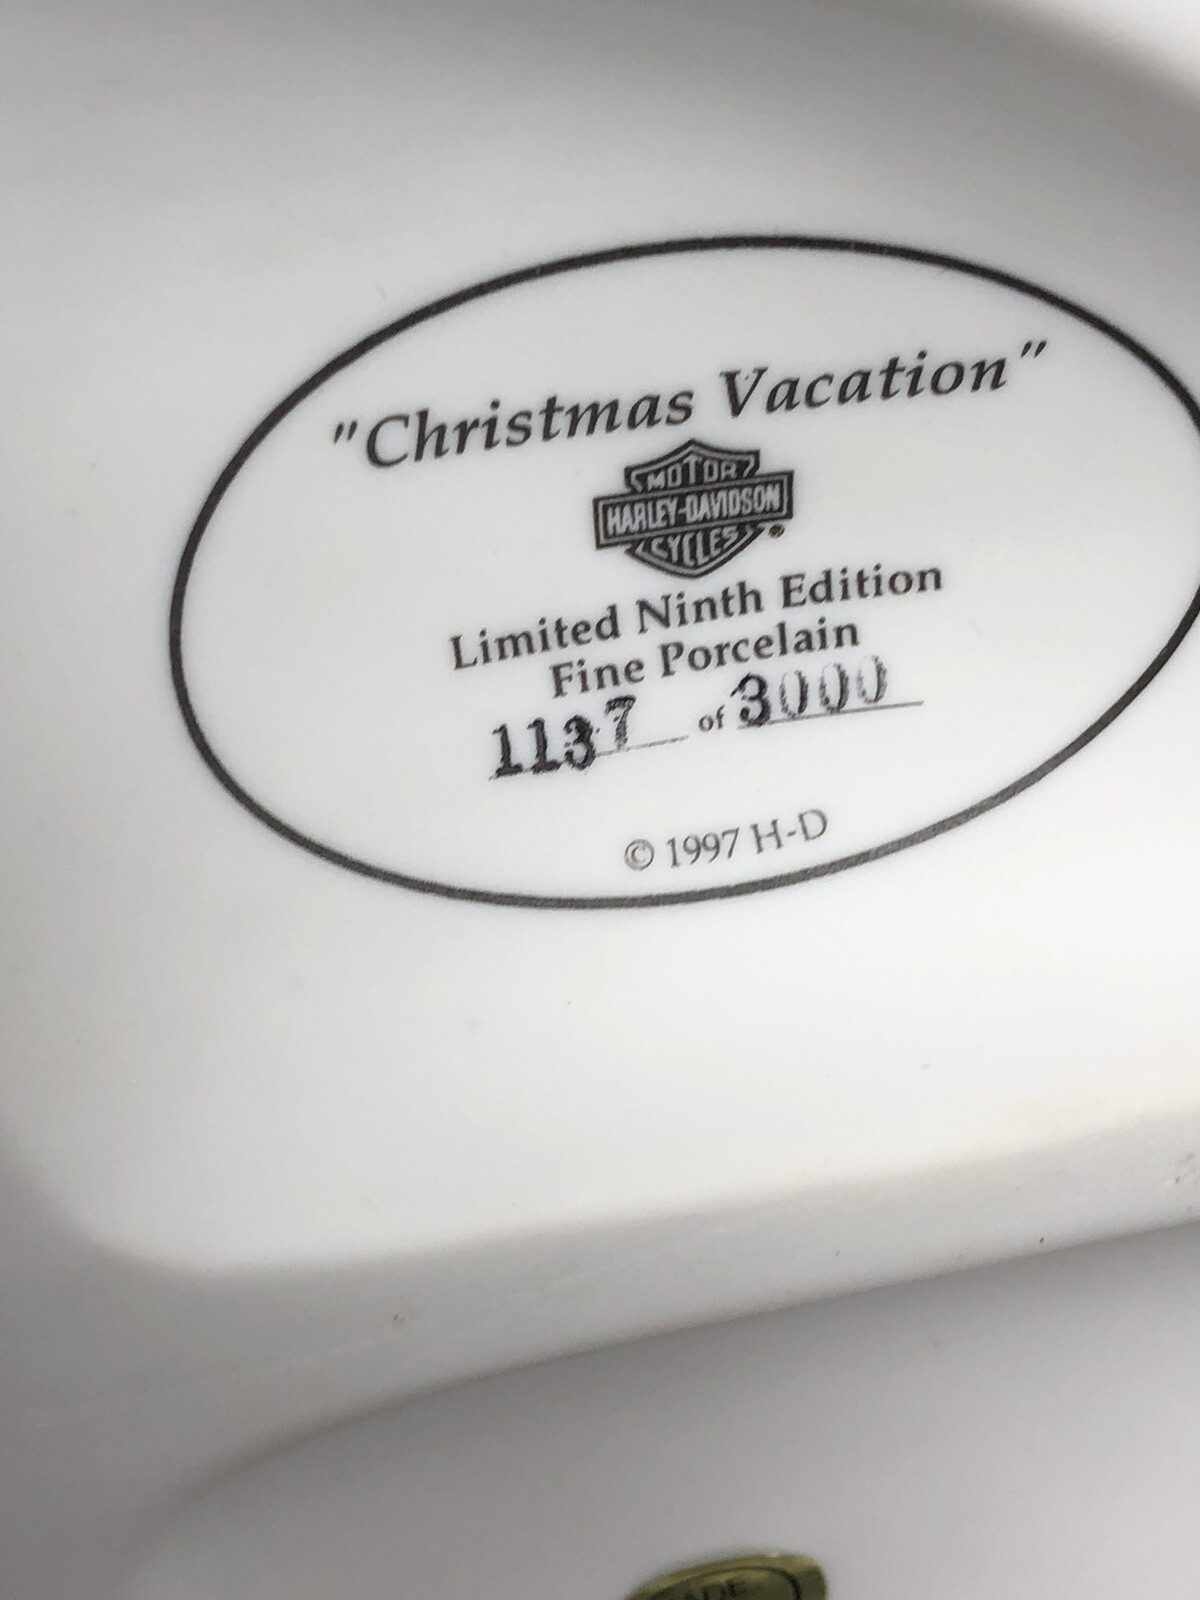 "Christmas Vacation"
MOTOR
HARLEY-DAVIDSON
CYCLES®
Limited Ninth Edition
Fine Porcelain
1137 of 3000
© 1997 H-D